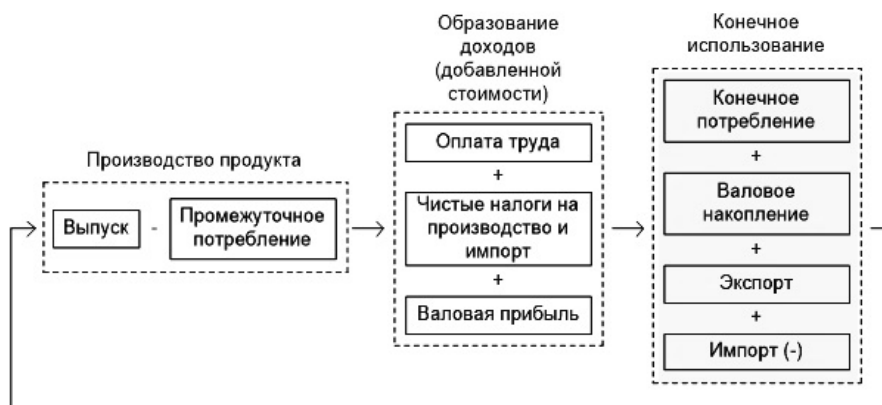 Производство продукта
Выпуск
-
Промежуточное
потребление
Образование
доходов
(добавленной
стоимости)
Оплата труда
+
Чистые налоги на
производство и
импорт
+
Валовая прибыль
Конечное
использование
Конечное
потребление
+
Валовое
накопление
+
Экспорт
+
Импорт (-)